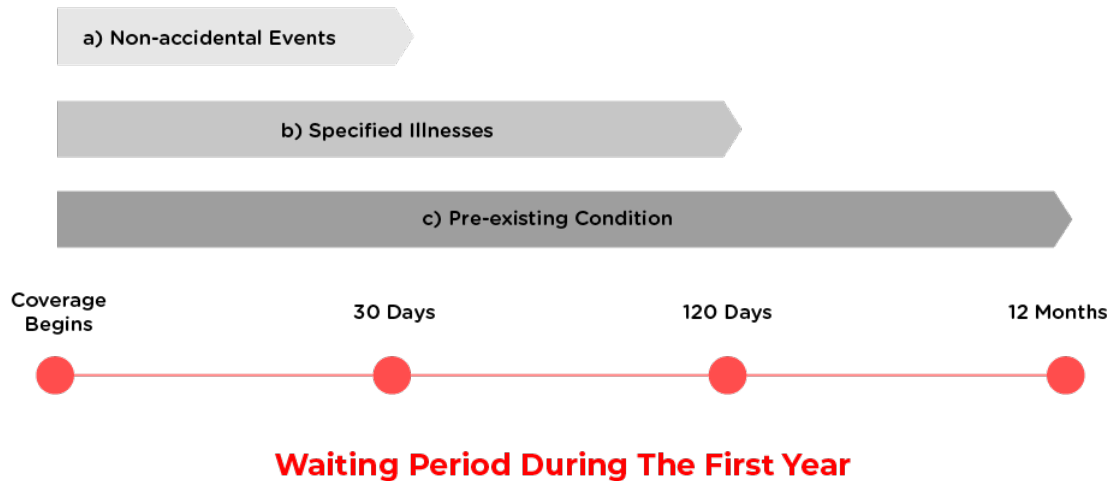 a) Non-accidental Events
b) Specified Illnesses
c) Pre-existing Condition
Coverage
Begins
30 Days
120 Days
12 Months
Waiting Period During The First Year